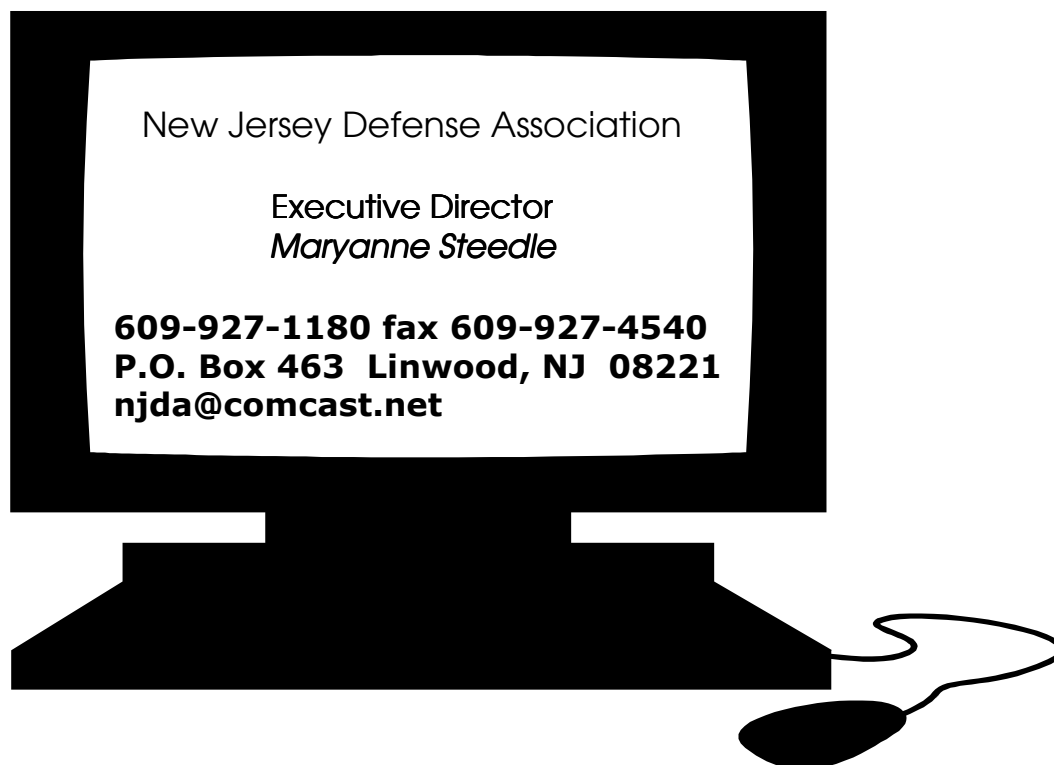 New Jersey Defense Association
Executive Director
Maryanne Steedle
609-927-1180 fax 609-927-4540
P.O. Box 463  Linwood, NJ  08221
njda@comcast.net